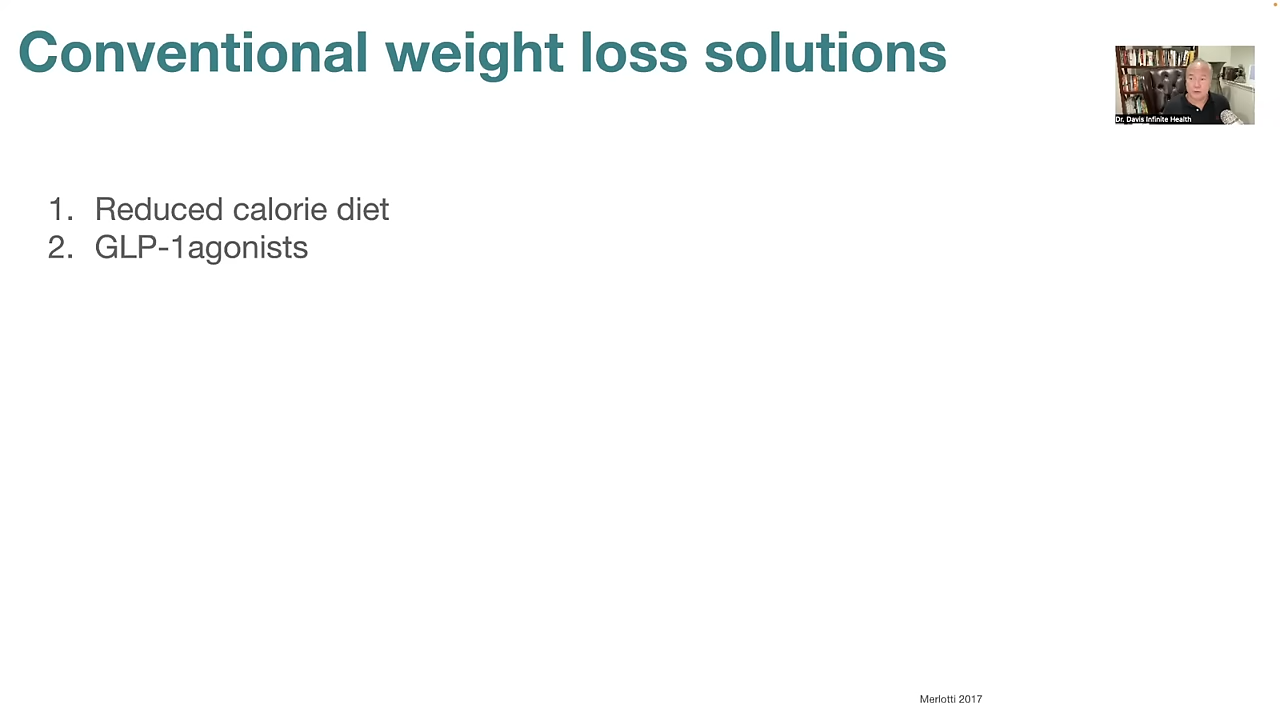 Conventional weight loss solutions
Dr. Davis Infinite Health
1. Reduced calorie diet
2. GLP-1agonists
Merlotti 2017